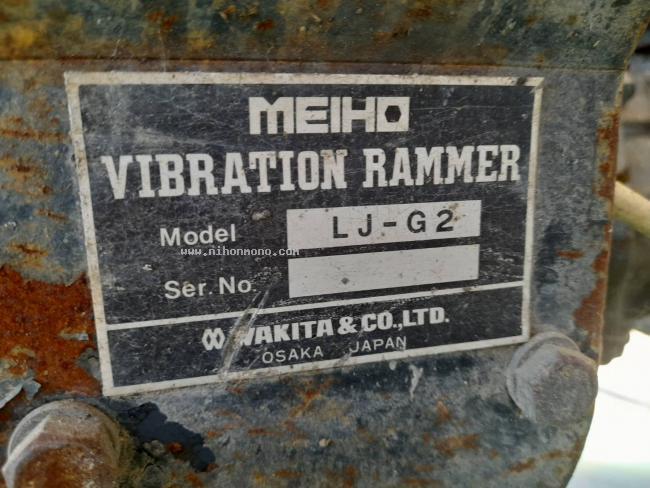 MEIHO
VIBRATION RAMMER
Model LJ-G2
www.nihonmono.com
Ser. No
WAKITA & CO.,LTD.
OSAKA JAPAN